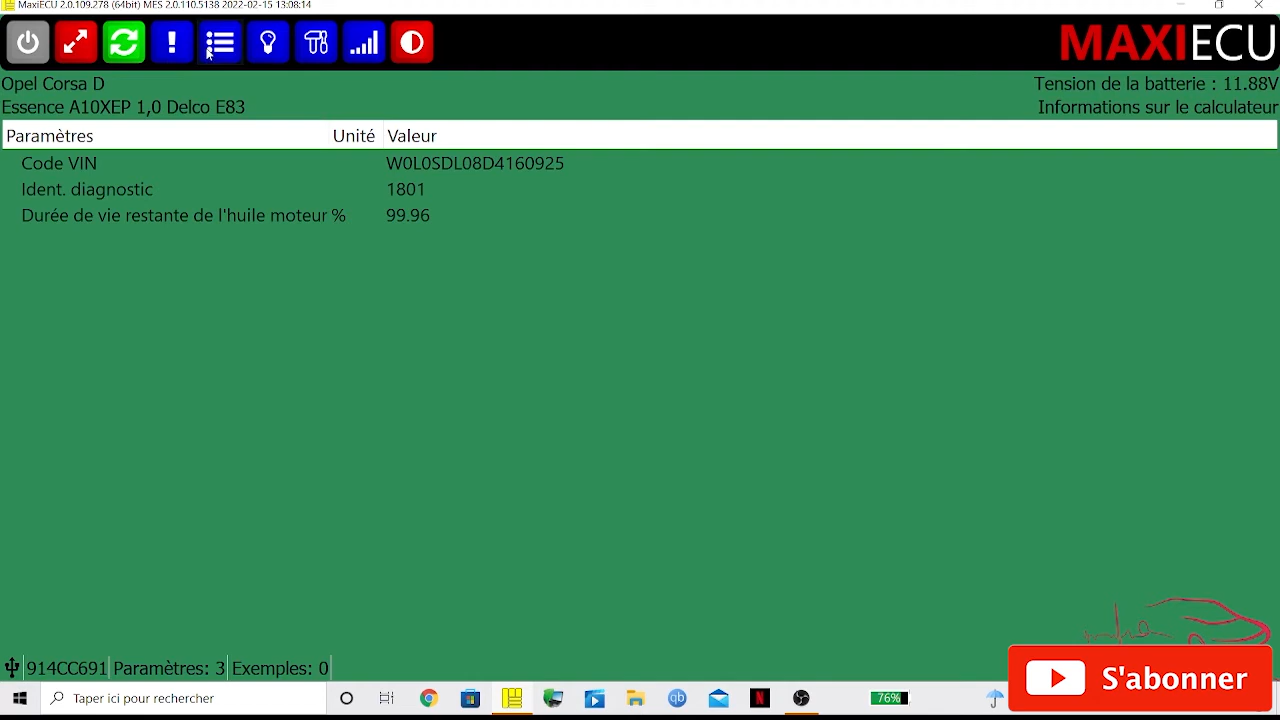 MaxiECU 2.0.109.278 (64bit) MES 2.0.110.5138 2022-02-15 13:08:14
MAXIECU
Opel Corsa D
Tension de la batterie : 11.88V
Essence A10XEP 1,0 Delco E83
Informations sur le calculateur
Paramètres Unité Valeur
Code VIN W0L0SDL08D4160925
Ident. diagnostic 1801
Durée de vie restante de l'huile moteur % 99.96
914CC691 Paramètres: 3 Exemples: 0
S'abonner
Taper ici pour rechercher
qb
N
76%